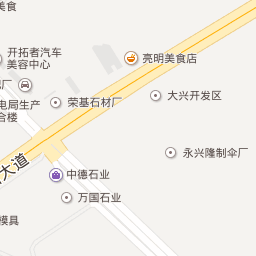 美食
开拓者汽车
美容中心
亮明美食店
厂
荣基石材厂
大兴开发区
电局生产
合楼
永兴隆制伞厂
大道
中德石业
万国石业
模具